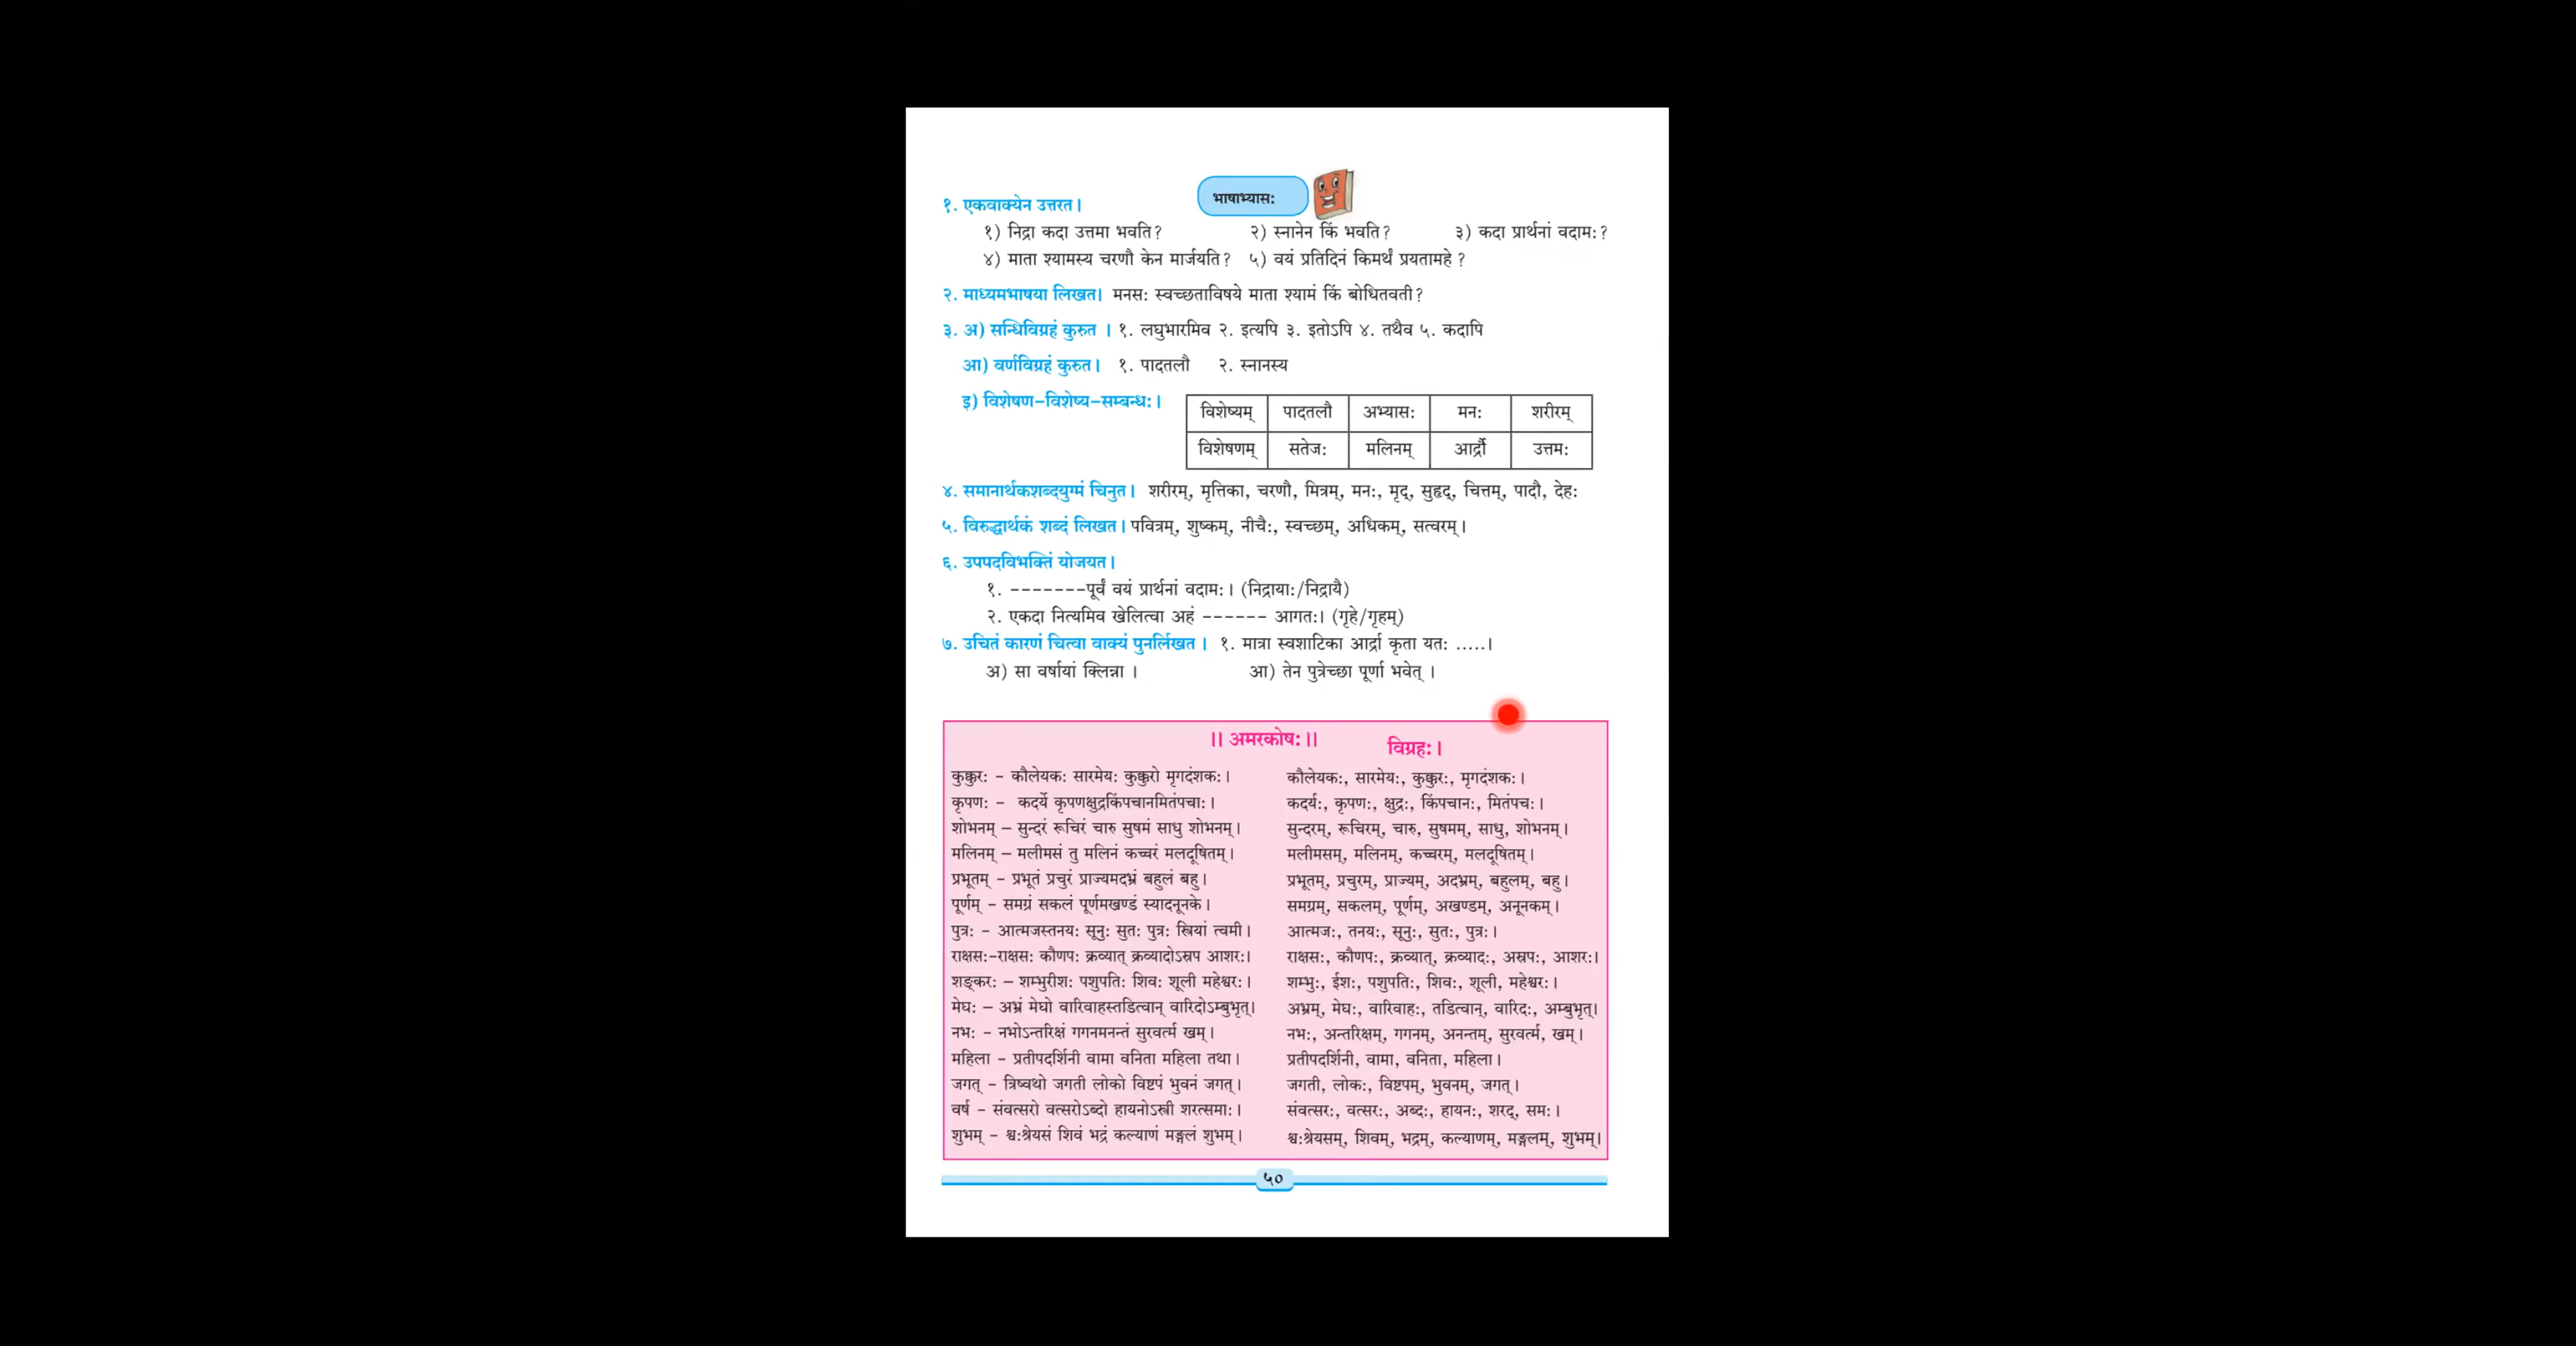 भाषाभ्यासः
१. एकवाक्येन उत्तरत।
१) निद्रा कदा उत्तमा भवति? २) स्नानेन किं भवति? ३) कदा प्रार्थनां वदामः?
४) माता श्यामस्य चरणौ केन मार्जयति? ५) वयं प्रतिदिनं किमर्थं प्रयतामहे ?
२. माध्यमभाषया लिखत। मनसः स्वच्छताविषये माता श्यामं किं बोधितवती?
३. अ) सन्धिविग्रहं कुरुत । १. लघुभारमिव २. इत्यपि ३. इतोऽपि ४. तथैव ५. कदापि
आ) वर्णविग्रहं कुरुत। १. पादतलौ २. स्नानस्य
इ) विशेषण-विशेष्य-सम्बन्धः।
विशेष्यम् पादतलौ अभ्यासः मनः शरीरम्
विशेषणम् सतेजः मलिनम् आर्द्रौ उत्तमः
४. समानार्थकशब्दयुग्मं चिनुत। शरीरम्, मृत्तिका, चरणौ, मित्रम्, मनः, मृद्, सुहृद्, चित्तम्, पादौ, देहः
५. विरुद्धार्थकं शब्दं लिखत। पवित्रम्, शुष्कम्, नीचैः, स्वच्छम्, अधिकम्, सत्वरम्।
६. उपपदविभक्तिं योजयत।
१. -------पूर्वं वयं प्रार्थनां वदामः। (निद्रायाः/निद्रायै)
२. एकदा नित्यमिव खेलित्वा अहं ------ आगतः। (गृहे/गृहम्)
७. उचितं कारणं चित्वा वाक्यं पुनर्लिखत । १. मात्रा स्वशाटिका आर्द्रा कृता यतः .....।
अ) सा वर्षायां क्लिन्ना । आ) तेन पुत्रेच्छा पूर्णा भवेत् ।
।। अमरकोषः।। विग्रहः।
कुक्कुरः - कौलेयकः सारमेयः कुक्कुरो मृगदंशकः। कौलेयकः, सारमेयः, कुक्कुरः, मृगदंशकः।
कृपणः - कदर्ये कृपणक्षुद्रकिंपचानमितंपचाः। कदर्यः, कृपणः, क्षुद्रः, किंपचानः, मितंपचः।
शोभनम् – सुन्दरं रूचिरं चारु सुषमं साधु शोभनम्। सुन्दरम्, रूचिरम्, चारु, सुषमम्, साधु, शोभनम्।
मलिनम् – मलीमसं तु मलिनं कच्चरं मलदूषितम्। मलीमसम्, मलिनम्, कच्चरम्, मलदूषितम्।
प्रभूतम् - प्रभूतं प्रचुरं प्राज्यमदभ्रं बहुलं बहु। प्रभूतम्, प्रचुरम्, प्राज्यम्, अदभ्रम्, बहुलम्, बहु।
पूर्णम् - समग्रं सकलं पूर्णमखण्डं स्यादनूनके। समग्रम्, सकलम्, पूर्णम्, अखण्डम्, अनूनकम्।
पुत्रः - आत्मजस्तनयः सूनुः सुतः पुत्रः स्त्रियां त्वमी। आत्मजः, तनयः, सूनुः, सुतः, पुत्रः।
राक्षसः-राक्षसः कौणपः क्रव्यात् क्रव्यादोऽस्रप आशरः। राक्षसः, कौणपः, क्रव्यात्, क्रव्यादः, अस्रपः, आशरः।
शङ्करः – शम्भुरीशः पशुपतिः शिवः शूली महेश्वरः। शम्भुः, ईशः, पशुपतिः, शिवः, शूली, महेश्वरः।
मेघः – अभ्रं मेघो वारिवाहस्तडित्वान् वारिदोऽम्बुभृत्। अभ्रम्, मेघः, वारिवाहः, तडित्वान्, वारिदः, अम्बुभृत्।
नभः - नभोऽन्तरिक्षं गगनमनन्तं सुरवर्त्म खम्। नभः, अन्तरिक्षम्, गगनम्, अनन्तम्, सुरवर्त्म, खम्।
महिला - प्रतीपदर्शिनी वामा वनिता महिला तथा। प्रतीपदर्शिनी, वामा, वनिता, महिला।
जगत् - त्रिष्वथो जगती लोको विष्टपं भुवनं जगत्। जगती, लोकः, विष्टपम्, भुवनम्, जगत्।
वर्ष - संवत्सरो वत्सरोऽब्दो हायनोऽस्त्री शरत्समाः। संवत्सरः, वत्सरः, अब्दः, हायनः, शरद्, समः।
शुभम् - श्वःश्रेयसं शिवं भद्रं कल्याणं मङ्गलं शुभम्। श्वःश्रेयसम्, शिवम्, भद्रम्, कल्याणम्, मङ्गलम्, शुभम्।
५०